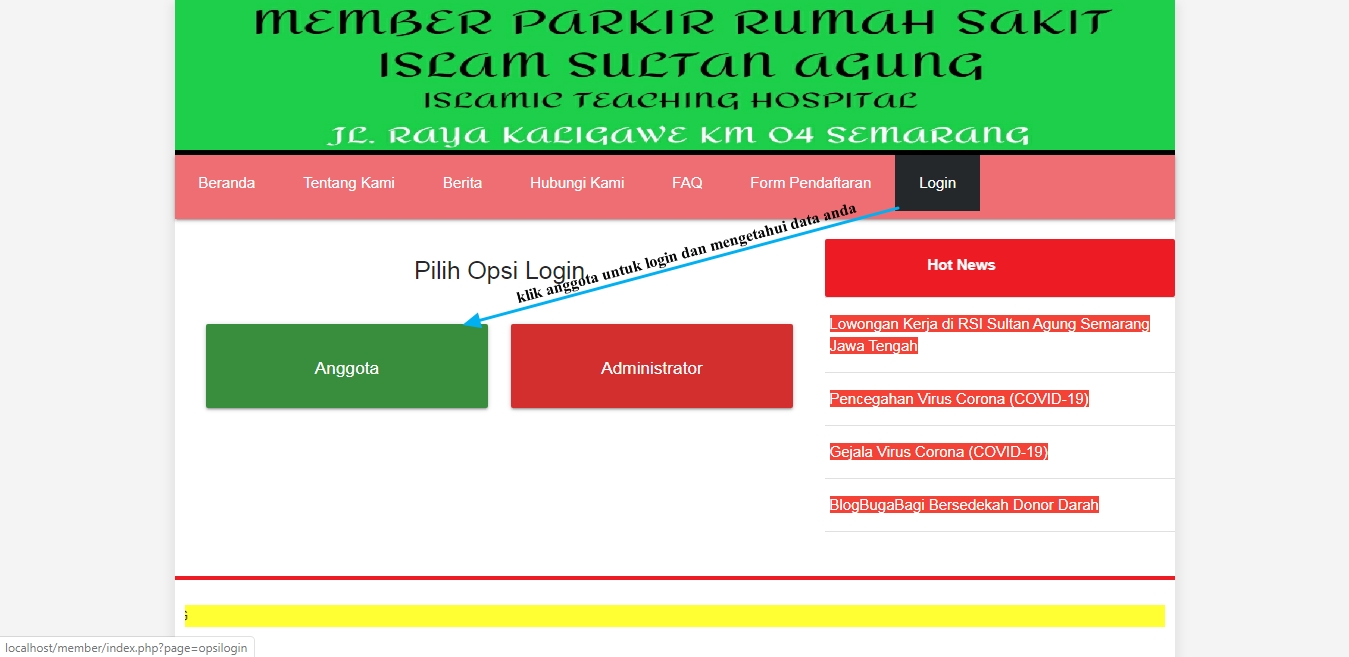 MEMBER PARKIR RUMAH SAKIT
ISLAM SULTAN AGUNG
ISLAMIC TEACHING HOSPITAL
JL. RAYA KALIGAWE KM 04 SEMARANG
Beranda Tentang Kami Berita Hubungi Kami FAQ Form Pendaftaran Login
klik anggota untuk login dan mengetahui data anda
Pilih Opsi Login
Anggota Administrator
Hot News
Lowongan Kerja di RSI Sultan Agung Semarang
Jawa Tengah
Pencegahan Virus Corona (COVID-19)
Gejala Virus Corona (COVID-19)
BlogBugaBagi Bersedekah Donor Darah
localhost/member/index.php?page=opsilogin